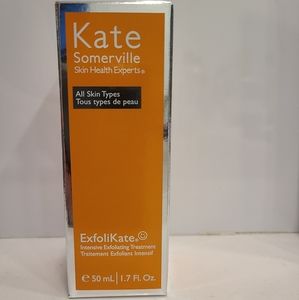 Kate
Somerville
Skin Health Experts®
All Skin Types
Tous types de peau
ExfoliKate®
Intensive Exfoliating Treatment
Traitement Exfoliant Intensif
℮ 50 mL | 1.7 Fl. Oz.